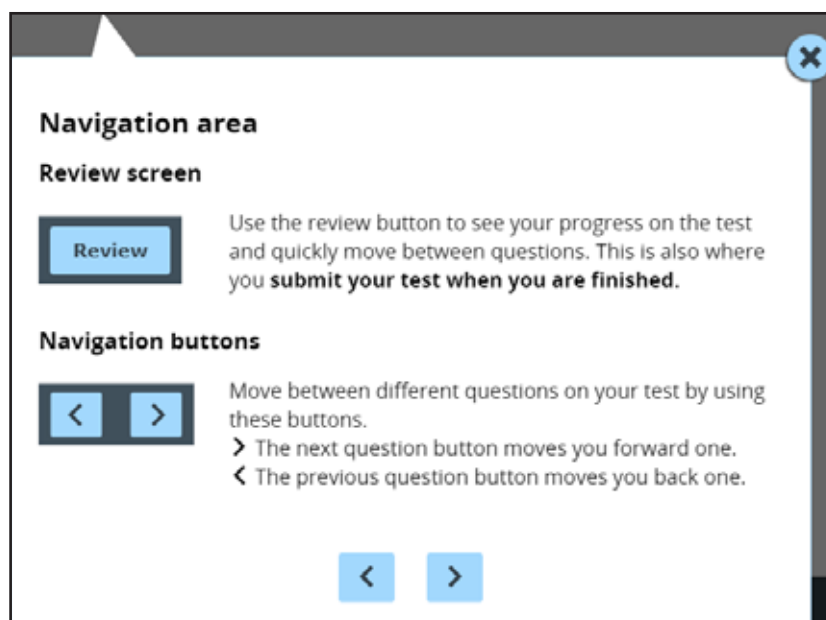 Navigation area
Review screen
Review
Use the review button to see your progress on the test
and quickly move between questions. This is also where
you submit your test when you are finished.
Navigation buttons
Move between different questions on your test by using
these buttons.
> The next question button moves you forward one.
< The previous question button moves you back one.